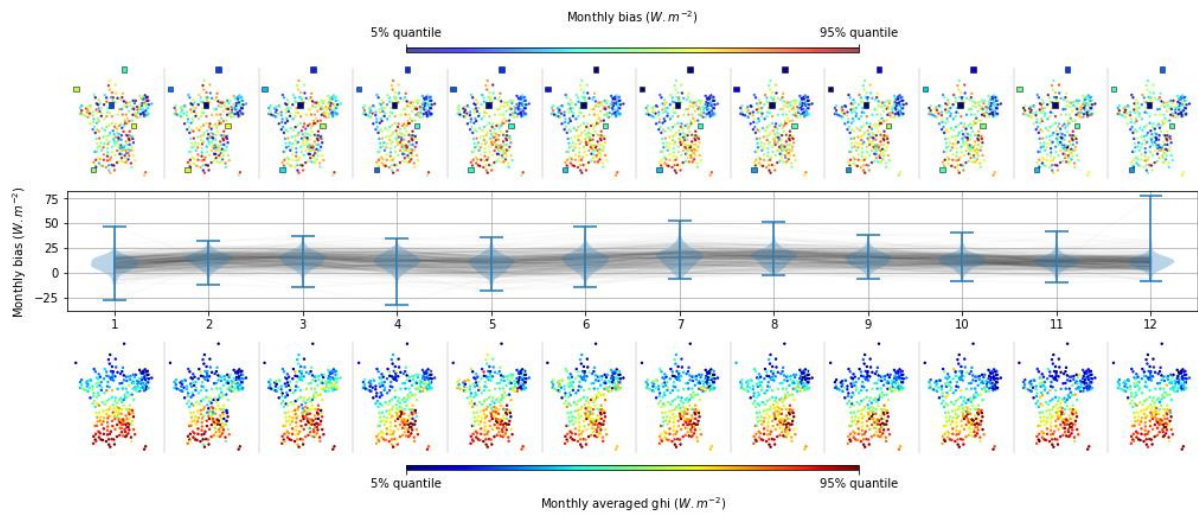 Monthly bias (W.m⁻²)
5% quantile 95% quantile
Monthly bias (W.m⁻²)
75
50
25
0
−25
1 2 3 4 5 6 7 8 9 10 11 12
5% quantile 95% quantile
Monthly averaged ghi (W.m⁻²)